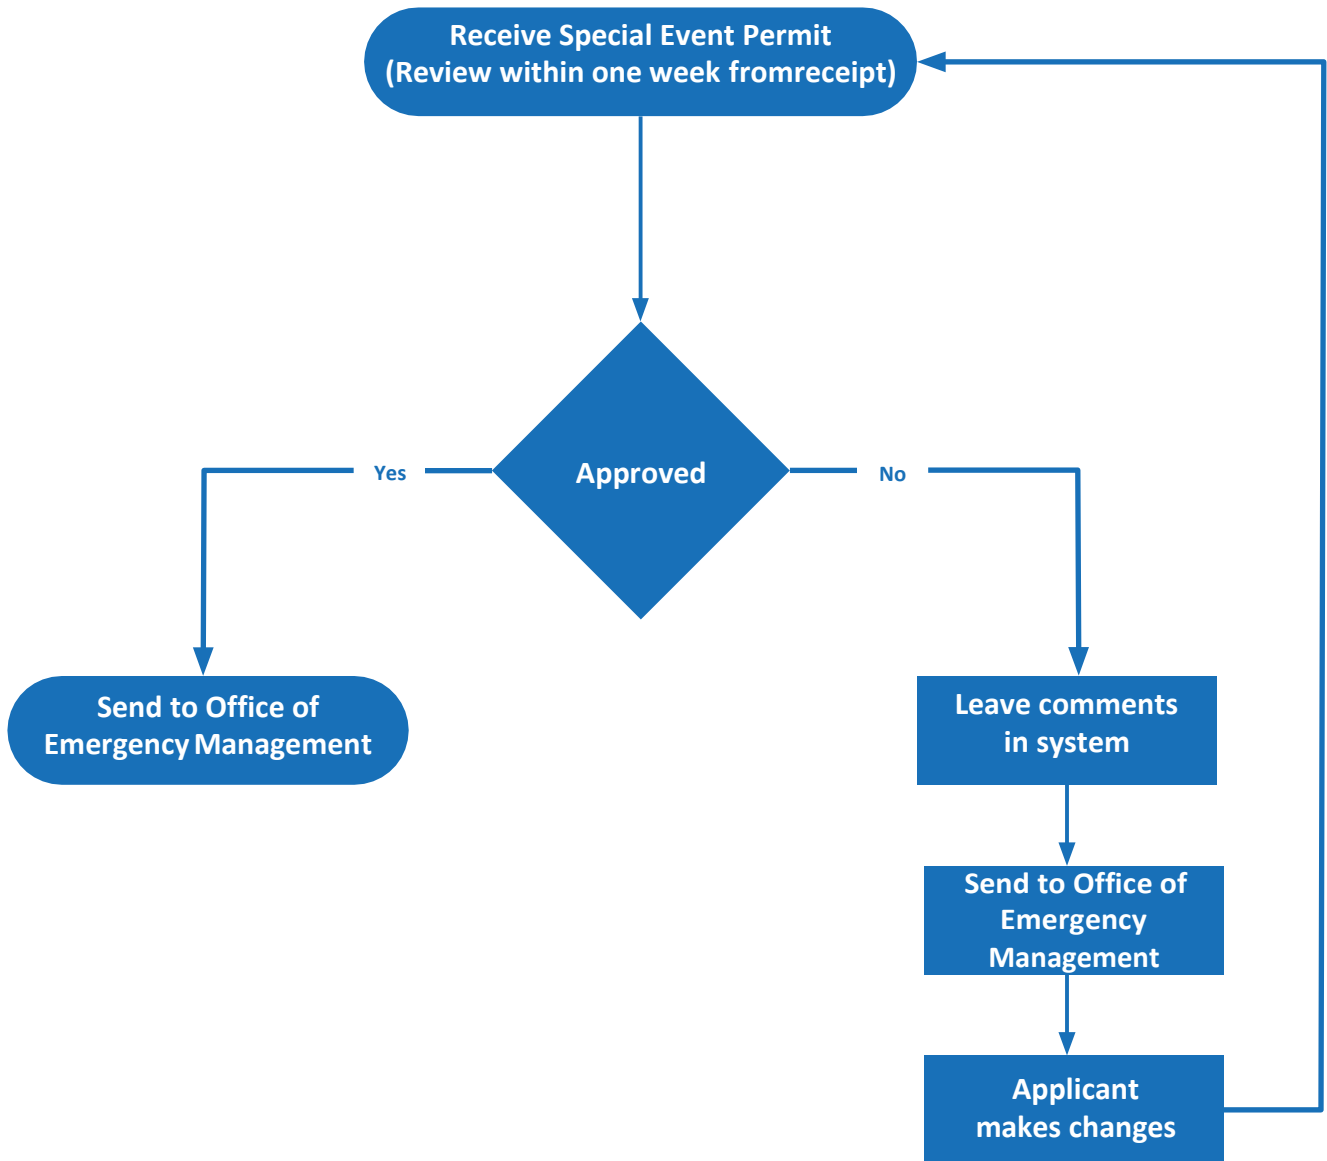 Receive Special Event Permit
(Review within one week fromreceipt)
Approved
Yes
No
Send to Office of
Emergency Management
Leave comments
in system
Send to Office of
Emergency
Management
Applicant
makes changes